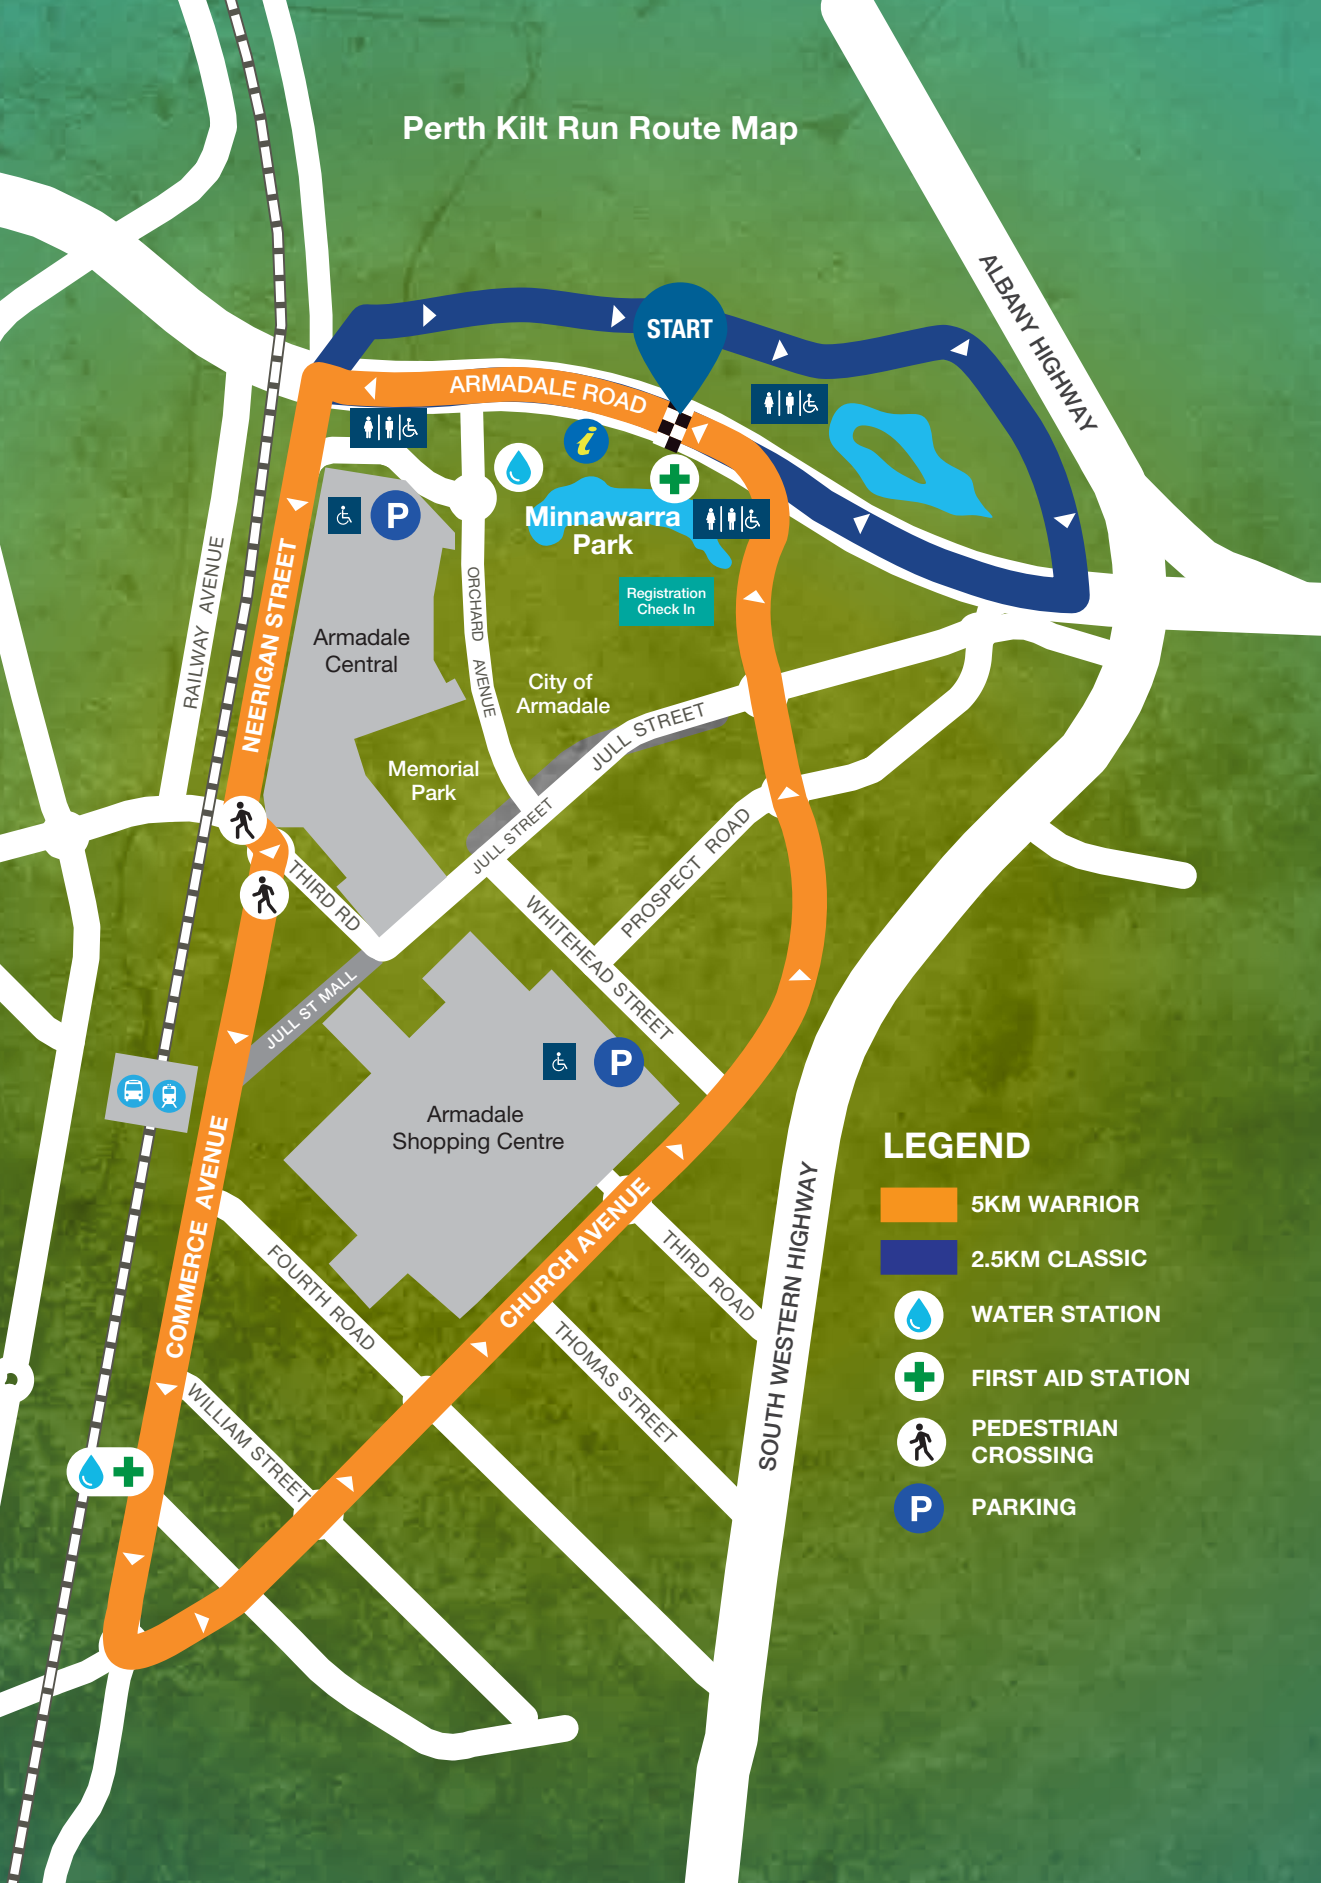 Perth Kilt Run Route Map
ALBANY HIGHWAY
START
ARMADALE ROAD
i
Minnawarra
Park
P
Registration
Check In
RAILWAY AVENUE
NEERIGAN STREET
ORCHARD AVENUE
Armadale
Central
City of
Armadale
JULL STREET
Memorial
Park
JULL STREET
PROSPECT ROAD
THIRD RD
WHITEHEAD STREET
JULL ST MALL
P
Armadale
Shopping Centre
COMMERCE AVENUE
CHURCH AVENUE
FOURTH ROAD
THIRD ROAD
THOMAS STREET
WILLIAM STREET
SOUTH WESTERN HIGHWAY
LEGEND
5KM WARRIOR
2.5KM CLASSIC
WATER STATION
FIRST AID STATION
PEDESTRIAN
CROSSING
P PARKING